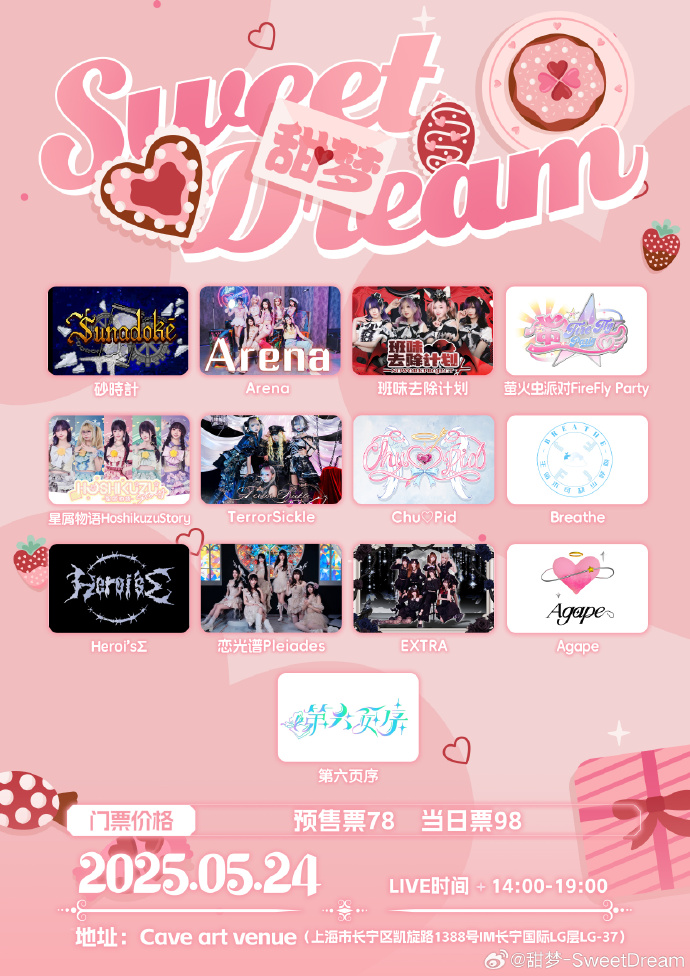 Sweet
甜梦
Dream
Sunadokē
砂時計
Arena
Arena
班味
去除计划
班味去除计划
萤
萤火虫派对FireFly Party
HOSHIKUZU
星屑物语HoshikuzuStory
TerrorSickle
TerrorSickle
Chu♡Pid
Chu♡Pid
BREATHE
Breathe
Heroi'sΣ
Heroi'sΣ
恋光谱Pleiades
EXTRA
Agape
Agape
第六页序
第六页序
门票价格
预售票78 当日票98
2025.05.24
LIVE时间 + 14:00-19:00
地址：Cave art venue（上海市长宁区凯旋路1388号IM长宁国际LG层LG-37）
@甜梦-SweetDream